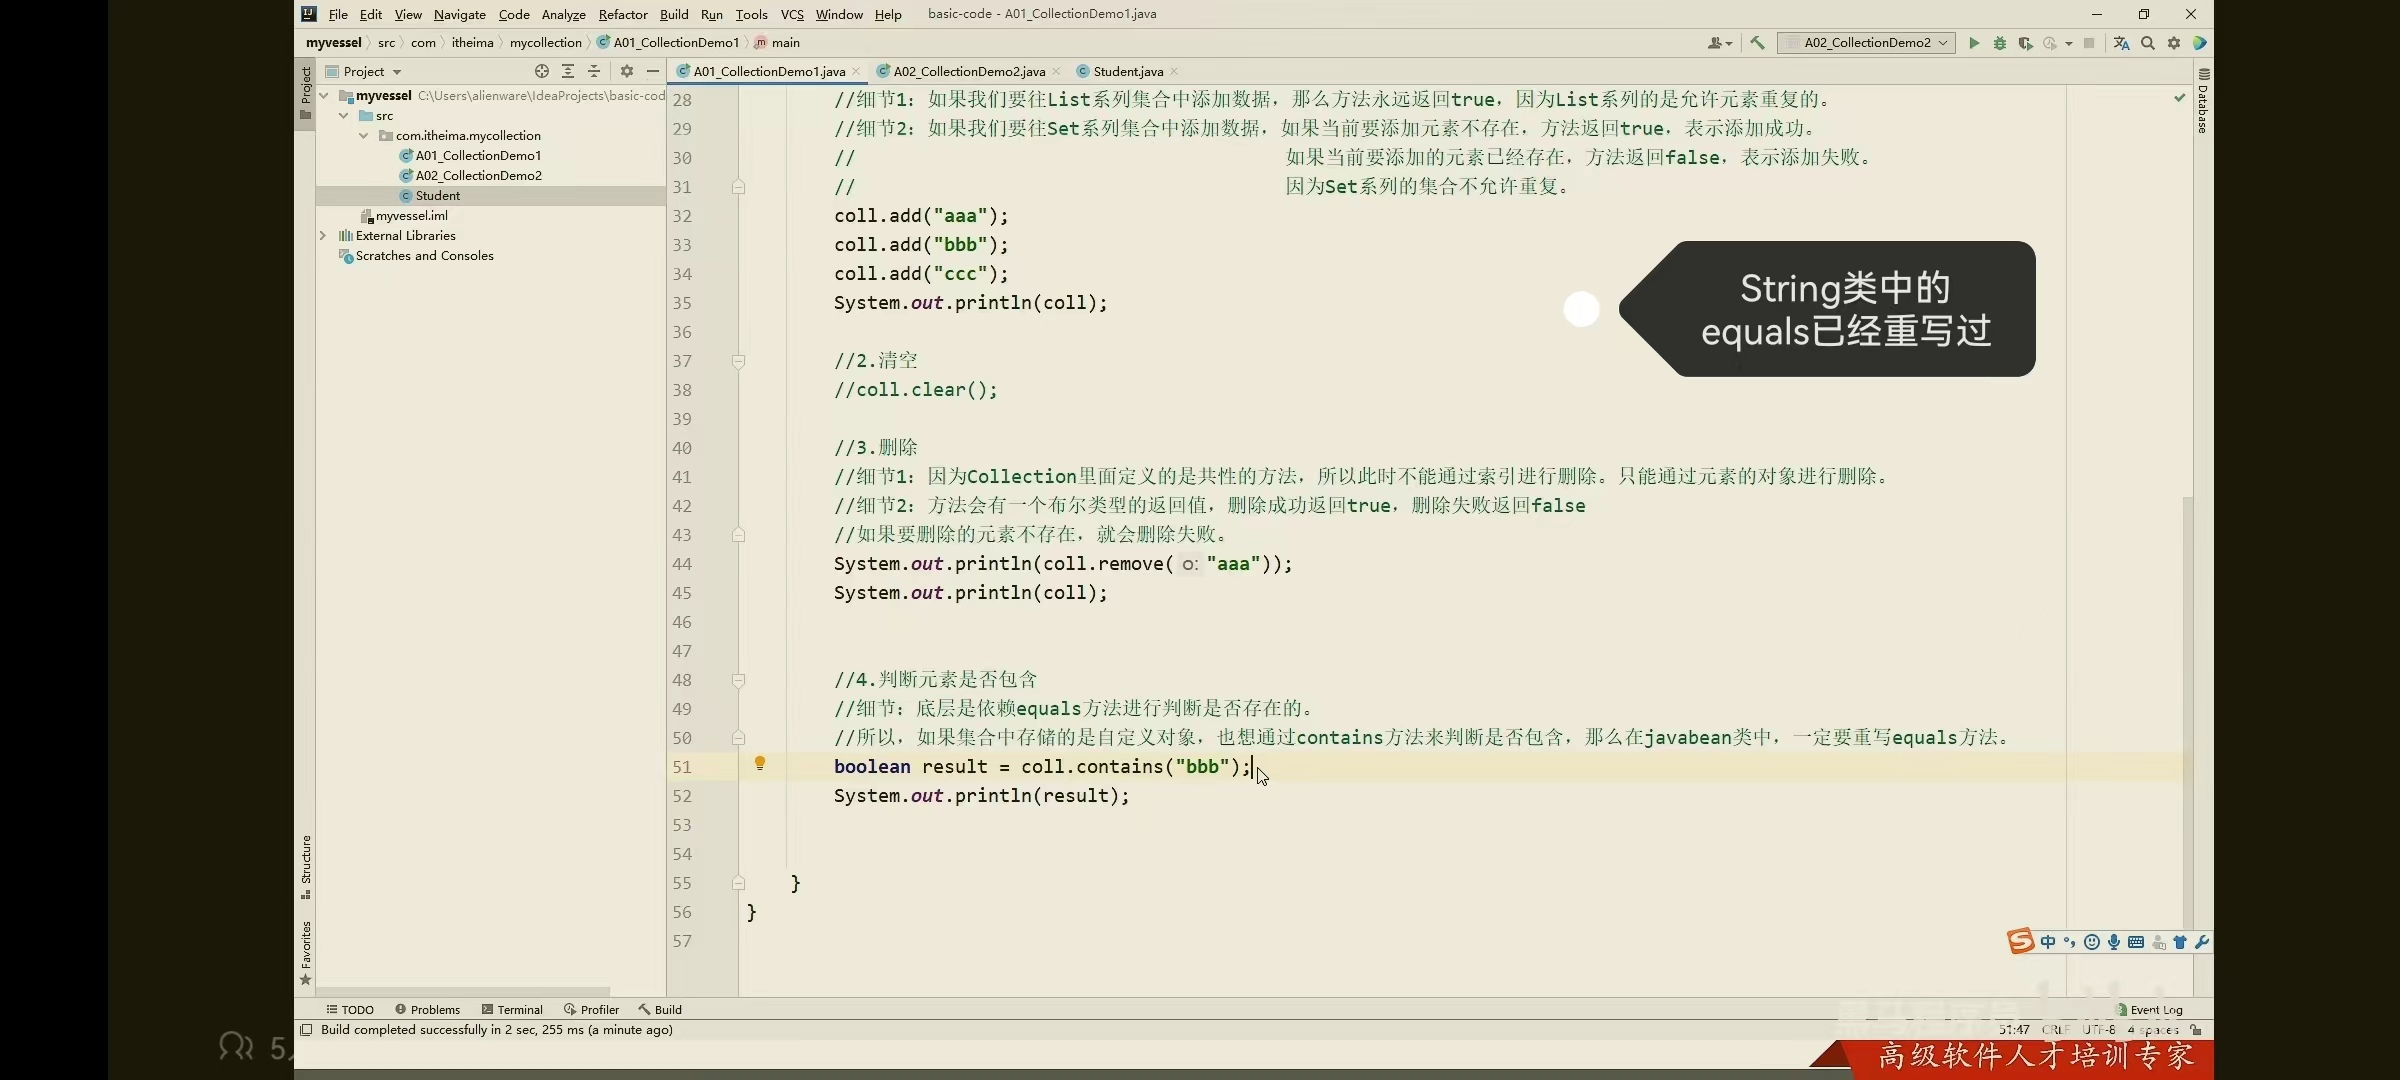 File Edit View Navigate Code Analyze Refactor Build Run Tools VCS Window Help basic-code - A01_CollectionDemo1.java
myvessel src com itheima mycollection A01_CollectionDemo1 main A02_CollectionDemo2
Project
Project
A01_CollectionDemo1.java A02_CollectionDemo2.java Student.java
Database
myvessel C:\Users\alienware\IdeaProjects\basic-cod
src
com.itheima.mycollection
A01_CollectionDemo1
A02_CollectionDemo2
Student
myvessel.iml
External Libraries
Scratches and Consoles
28 //细节1：如果我们要往List系列集合中添加数据，那么方法永远返回true，因为List系列的是允许元素重复的。
29 //细节2：如果我们要往Set系列集合中添加数据，如果当前要添加元素不存在，方法返回true，表示添加成功。
30 // 如果当前要添加的元素已经存在，方法返回false，表示添加失败。
31 // 因为Set系列的集合不允许重复。
32 coll.add("aaa");
33 coll.add("bbb");
34 coll.add("ccc");
35 System.out.println(coll);
36
37 //2.清空
38 //coll.clear();
39
40 //3.删除
41 //细节1：因为Collection里面定义的是共性的方法，所以此时不能通过索引进行删除。只能通过元素的对象进行删除。
42 //细节2：方法会有一个布尔类型的返回值，删除成功返回true，删除失败返回false
43 //如果要删除的元素不存在，就会删除失败。
44 System.out.println(coll.remove( o: "aaa"));
45 System.out.println(coll);
46
47
48 //4.判断元素是否包含
49 //细节：底层是依赖equals方法进行判断是否存在的。
50 //所以，如果集合中存储的是自定义对象，也想通过contains方法来判断是否包含，那么在javabean类中，一定要重写equals方法。
51 boolean result = coll.contains("bbb");
52 System.out.println(result);
53
54
55 }
56 }
57
String类中的
equals已经重写过
Structure
Favorites
中
TODO Problems Terminal Profiler Build Event Log
Build completed successfully in 2 sec, 255 ms (a minute ago) 51:47 CRLF UTF-8 4 spaces
高级软件人才培训专家